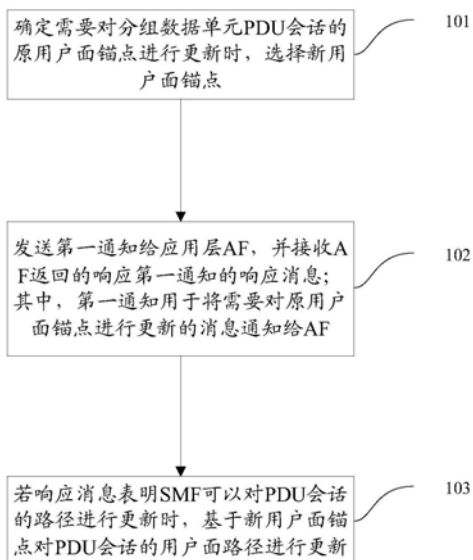 确定需要对分组数据单元PDU会话的
原用户面锚点进行更新时，选择新用
户面锚点
101
发送第一通知给应用层AF，并接收A
F返回的响应第一通知的响应消息；
其中，第一通知用于将需要对原用户
面锚点进行更新的消息通知给AF
102
若响应消息表明SMF可以对PDU会话
的路径进行更新时，基于新用户面锚
点对PDU会话的用户面路径进行更新
103